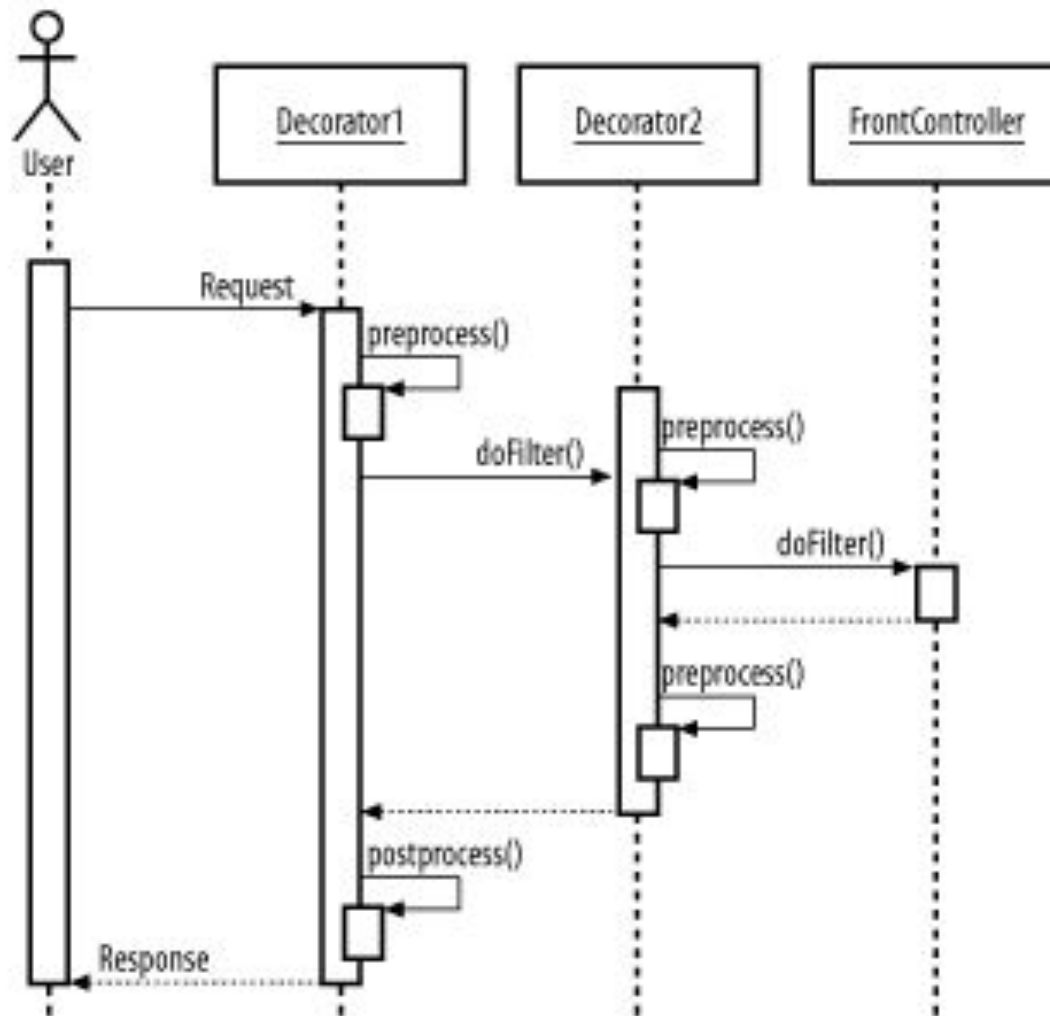 User
Decorator1
Decorator2
FrontController
Request
preprocess()
preprocess()
doFilter()
doFilter()
preprocess()
postprocess()
Response